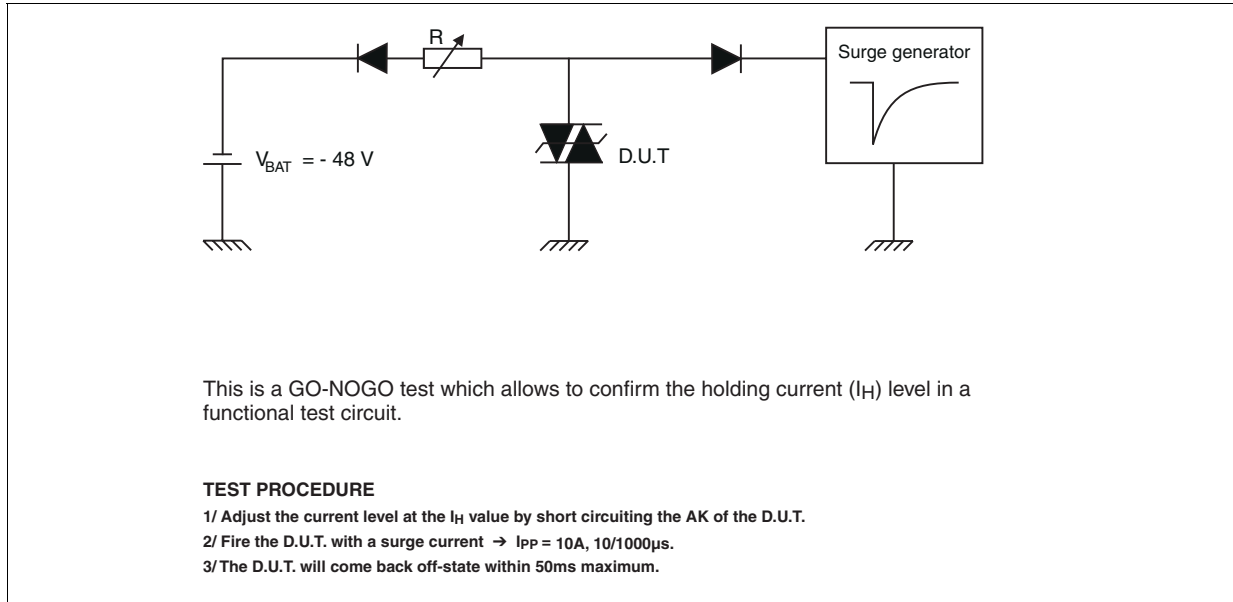 R
Surge generator
VBAT = - 48 V
D.U.T
This is a GO-NOGO test which allows to confirm the holding current (IH) level in a
functional test circuit.
TEST PROCEDURE
1/ Adjust the current level at the IH value by short circuiting the AK of the D.U.T.
2/ Fire the D.U.T. with a surge current → IPP = 10A, 10/1000µs.
3/ The D.U.T. will come back off-state within 50ms maximum.